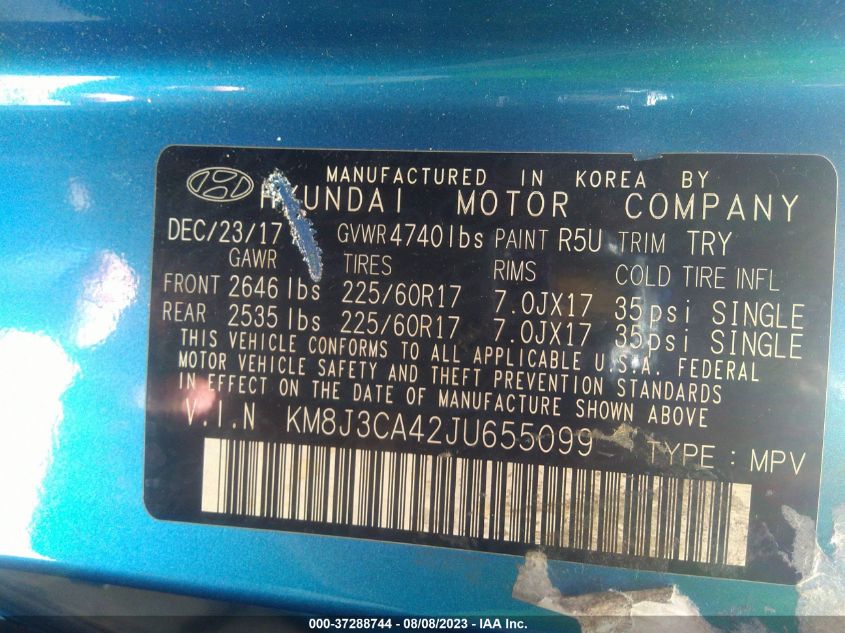 MANUFACTURED IN KOREA BY
HYUNDAI MOTOR COMPANY
DEC/23/17 GVWR 4740 lbs PAINT R5U TRIM TRY
GAWR TIRES RIMS COLD TIRE INFL
FRONT 2646 lbs 225/60R17 7.0JX17 35psi SINGLE
REAR 2535 lbs 225/60R17 7.0JX17 35psi SINGLE
THIS VEHICLE CONFORMS TO ALL APPLICABLE U.S.A. FEDERAL
MOTOR VEHICLE SAFETY AND THEFT PREVENTION STANDARDS
IN EFFECT ON THE DATE OF MANUFACTURE SHOWN ABOVE
V.I.N KM8J3CA42JU655099 TYPE : MPV
000-37288744 - 08/08/2023 - IAA Inc.